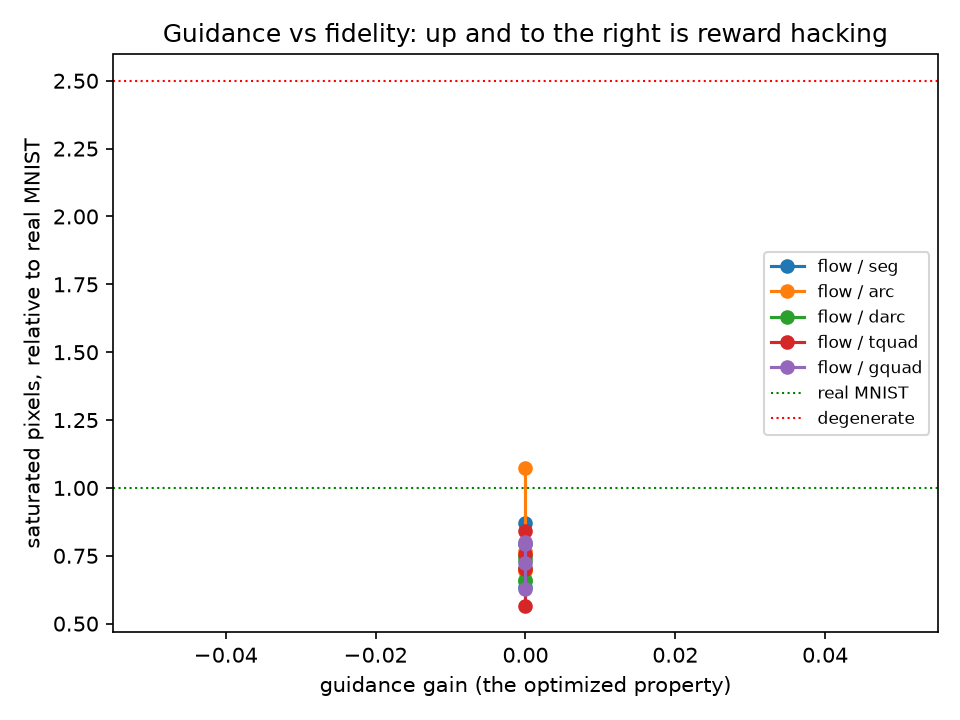 Guidance vs fidelity: up and to the right is reward hacking
saturated pixels, relative to real MNIST
2.50
2.25
2.00
1.75
1.50
1.25
1.00
0.75
0.50
flow / seg
flow / arc
flow / darc
flow / tquad
flow / gquad
real MNIST
degenerate
−0.04 −0.02 0.00 0.02 0.04
guidance gain (the optimized property)